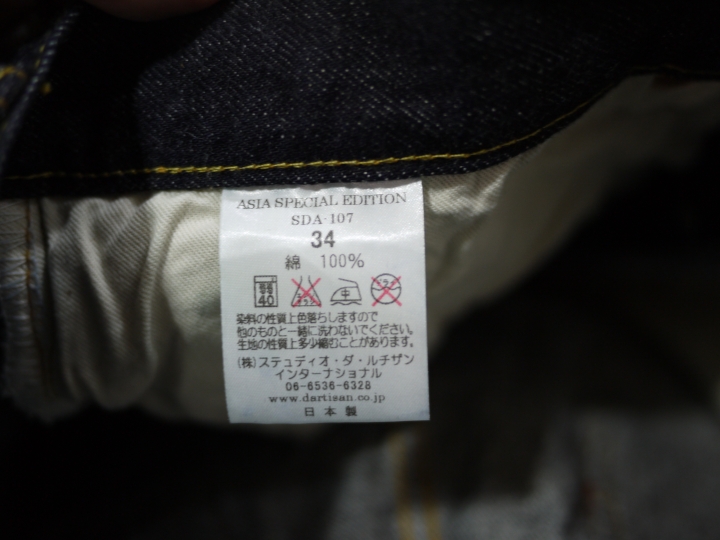 ASIA SPECIAL EDITION
SDA-107
34
綿 100%
40
染料の性質上色落ちしますので
他のものと一緒に洗わないでください。
生地の性質上多少縮むことがあります。
(株)ステュディオ・ダ・ルチザン
インターナショナル
06-6536-6328
www.dartisan.co.jp
日本製